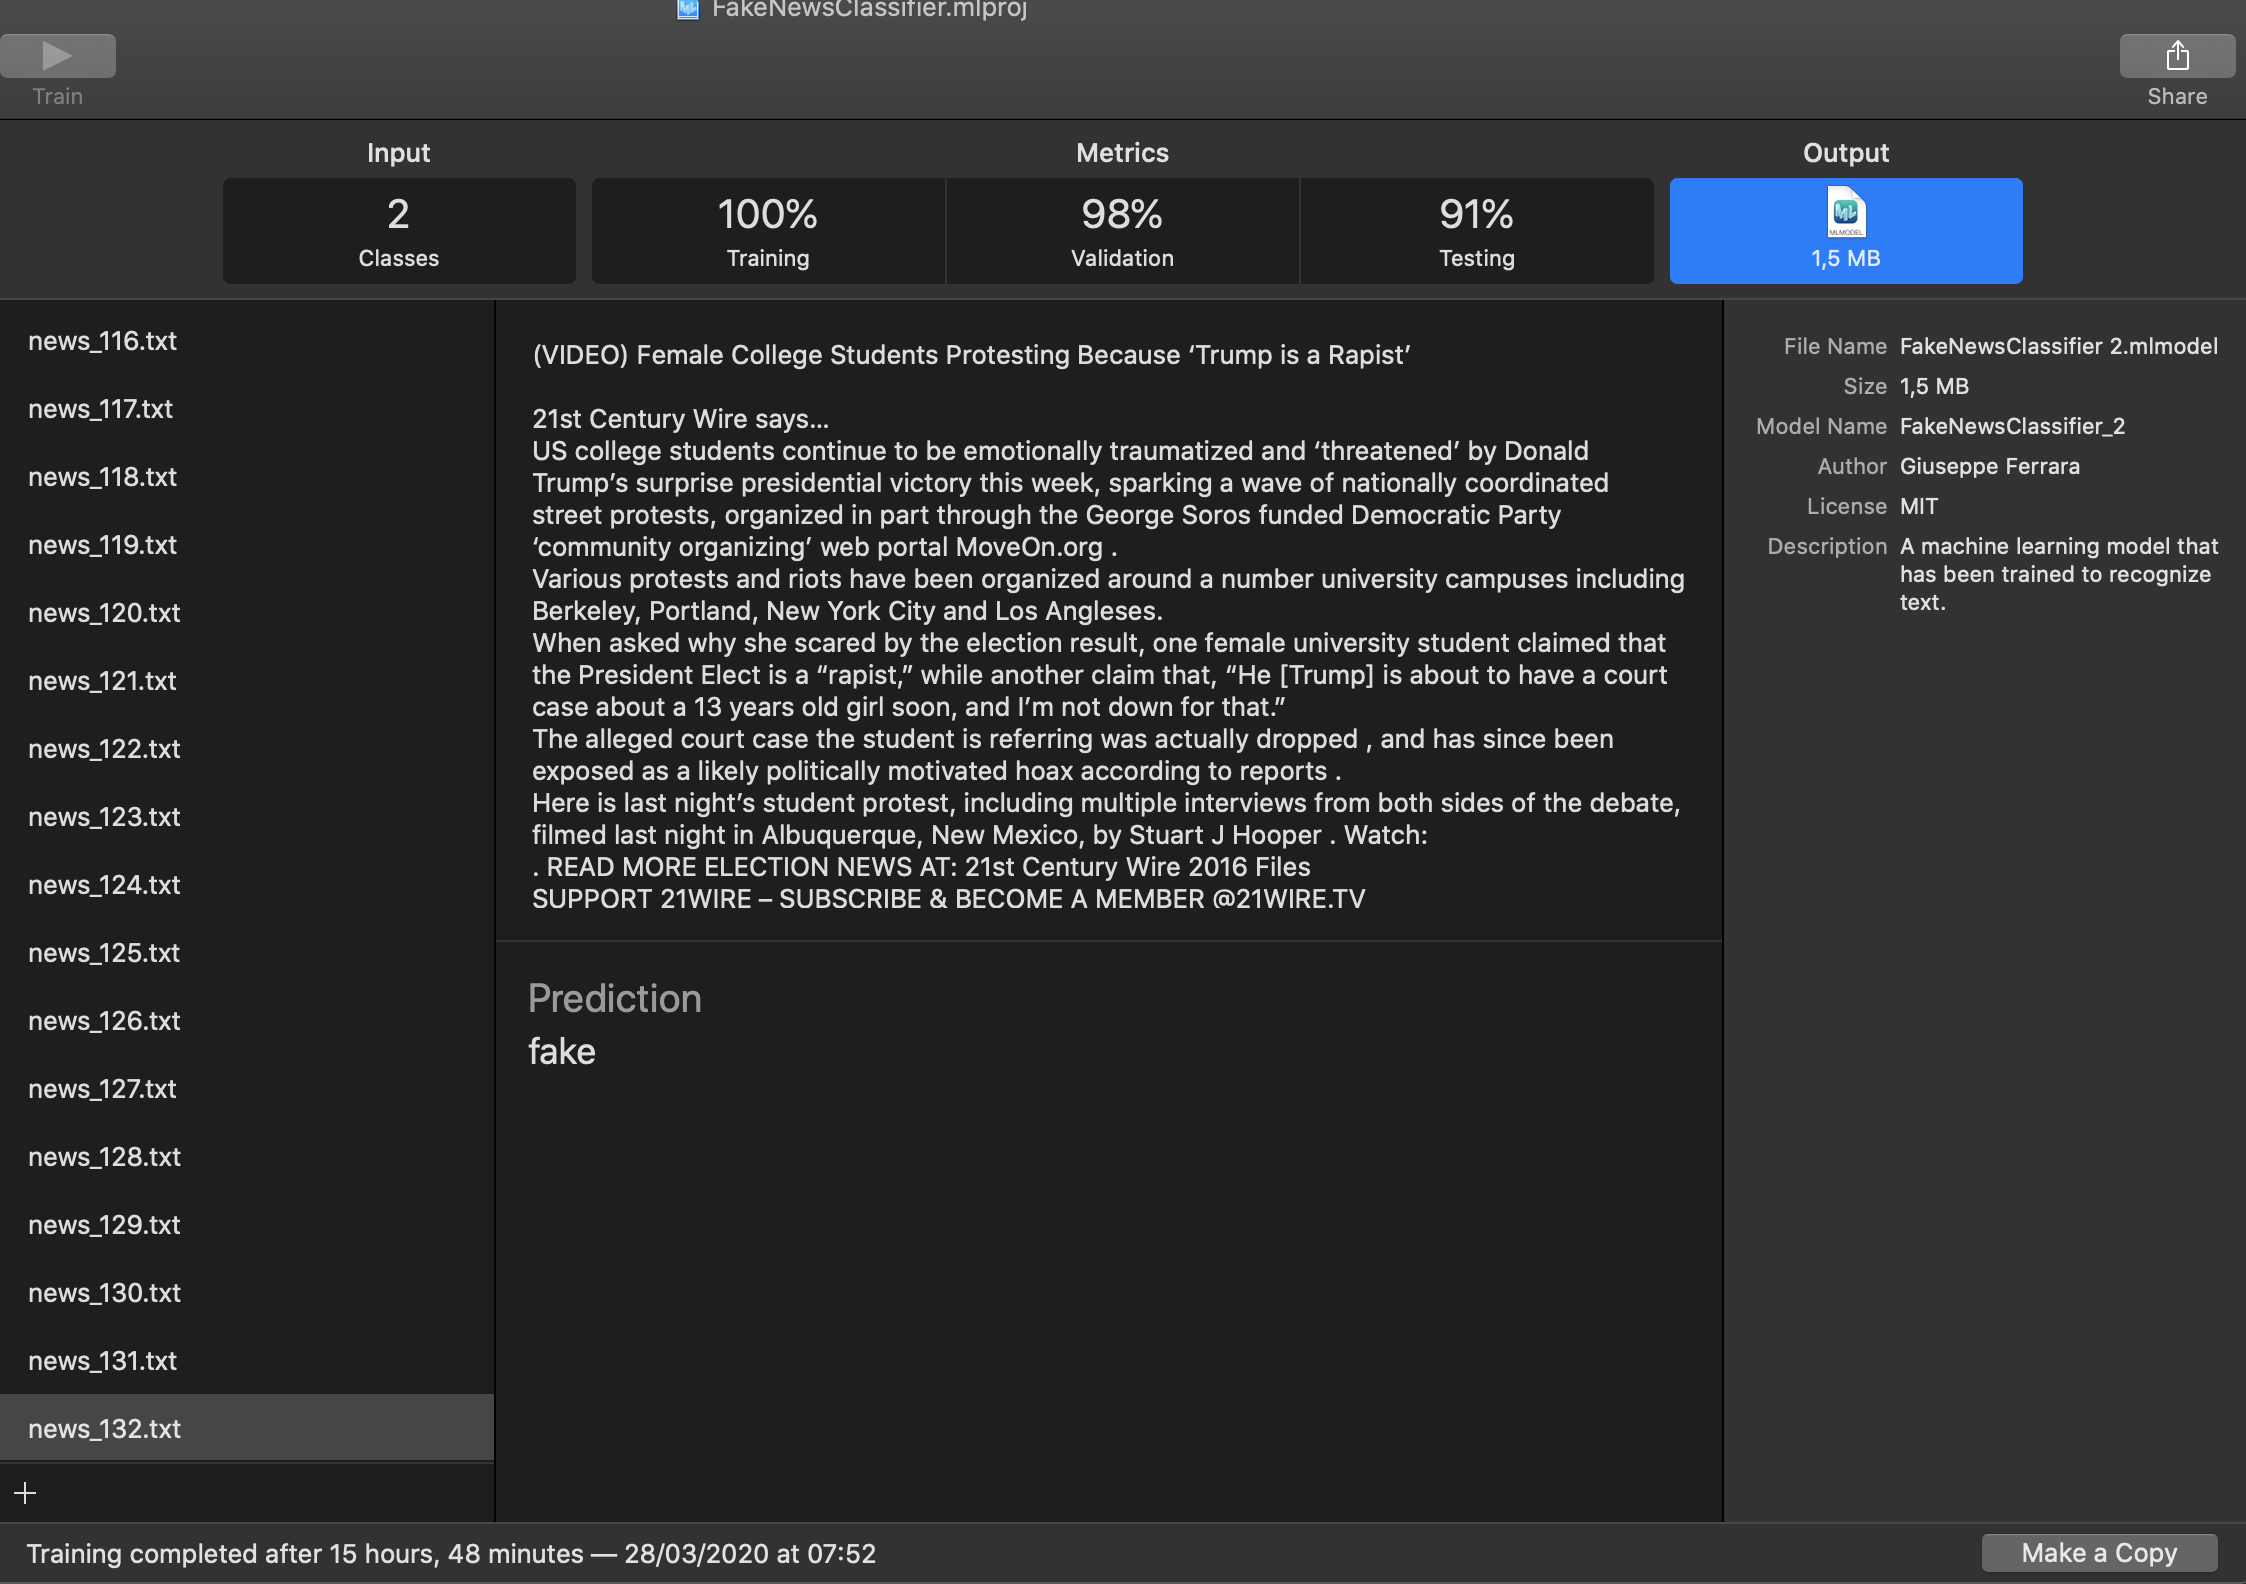 FakeNewsClassifier.mlproj
Train
Share
Input
Metrics
Output
2
Classes
100%
Training
98%
Validation
91%
Testing
MLMODEL
1,5 MB
news_116.txt
news_117.txt
news_118.txt
news_119.txt
news_120.txt
news_121.txt
news_122.txt
news_123.txt
news_124.txt
news_125.txt
news_126.txt
news_127.txt
news_128.txt
news_129.txt
news_130.txt
news_131.txt
news_132.txt
(VIDEO) Female College Students Protesting Because ‘Trump is a Rapist’
21st Century Wire says...
US college students continue to be emotionally traumatized and ‘threatened’ by Donald
Trump’s surprise presidential victory this week, sparking a wave of nationally coordinated
street protests, organized in part through the George Soros funded Democratic Party
‘community organizing’ web portal MoveOn.org .
Various protests and riots have been organized around a number university campuses including
Berkeley, Portland, New York City and Los Angleses.
When asked why she scared by the election result, one female university student claimed that
the President Elect is a “rapist,” while another claim that, “He [Trump] is about to have a court
case about a 13 years old girl soon, and I’m not down for that.”
The alleged court case the student is referring was actually dropped , and has since been
exposed as a likely politically motivated hoax according to reports .
Here is last night’s student protest, including multiple interviews from both sides of the debate,
filmed last night in Albuquerque, New Mexico, by Stuart J Hooper . Watch:
. READ MORE ELECTION NEWS AT: 21st Century Wire 2016 Files
SUPPORT 21WIRE – SUBSCRIBE & BECOME A MEMBER @21WIRE.TV
Prediction
fake
File Name FakeNewsClassifier 2.mlmodel
Size 1,5 MB
Model Name FakeNewsClassifier_2
Author Giuseppe Ferrara
License MIT
Description A machine learning model that
has been trained to recognize
text.
Training completed after 15 hours, 48 minutes — 28/03/2020 at 07:52
Make a Copy